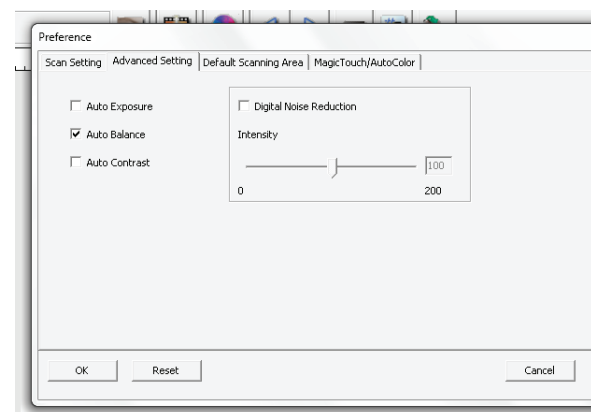 Preference
Scan Setting Advanced Setting Default Scanning Area MagicTouch/AutoColor
Auto Exposure Digital Noise Reduction
Auto Balance Intensity
Auto Contrast
100
0 200
OK Reset Cancel